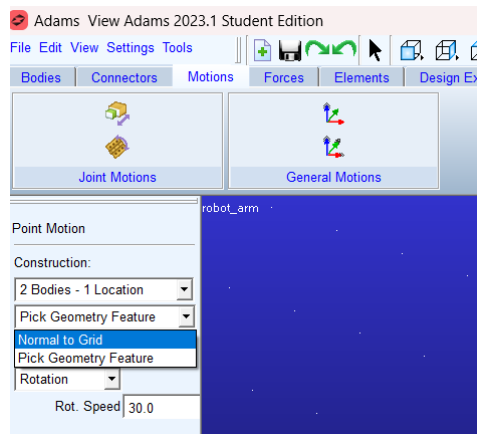 Adams View Adams 2023.1 Student Edition
File Edit View Settings Tools
Bodies Connectors Motions Forces Elements Design Ex
Joint Motions General Motions
robot_arm
Point Motion
Construction:
2 Bodies - 1 Location
Pick Geometry Feature
Normal to Grid
Pick Geometry Feature
Rotation
Rot. Speed 30.0